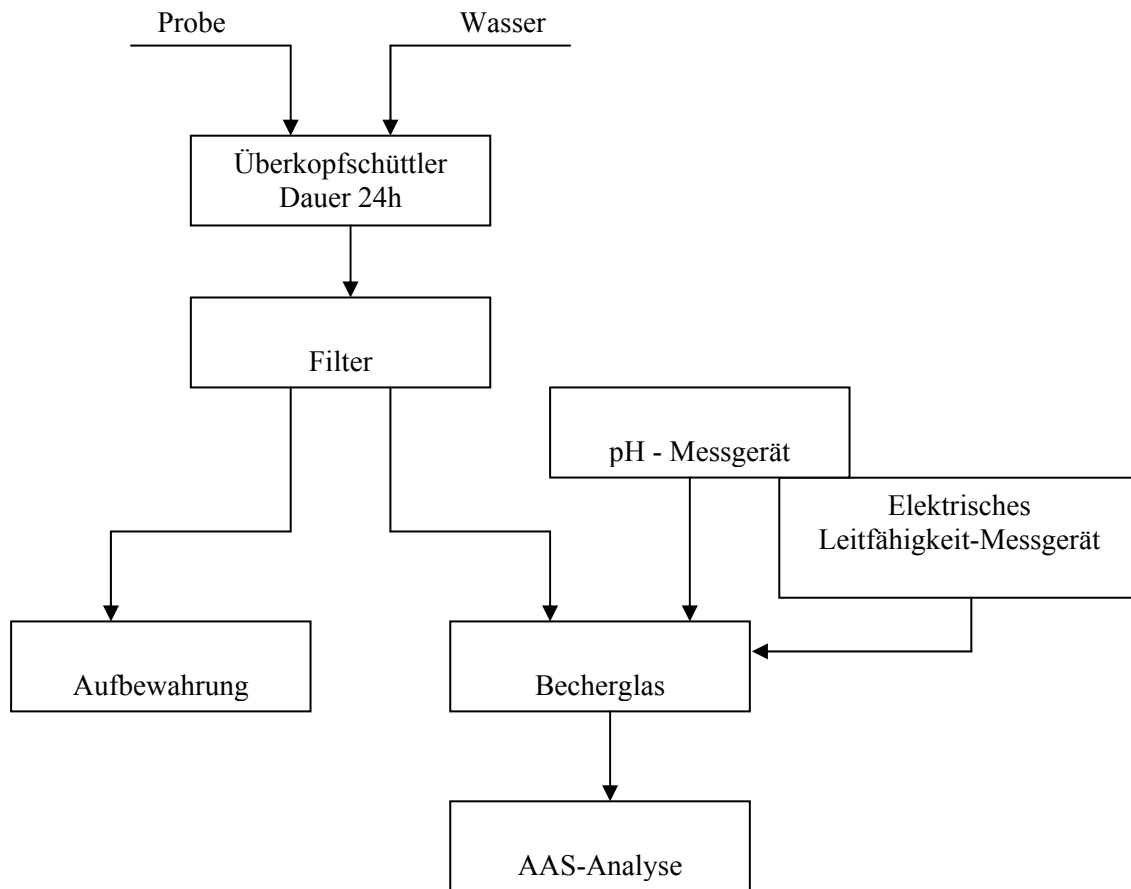 Probe
Wasser
Überkopfschüttler
Dauer 24h
Filter
pH - Messgerät
Elektrisches
Leitfähigkeit-Messgerät
Aufbewahrung
Becherglas
AAS-Analyse